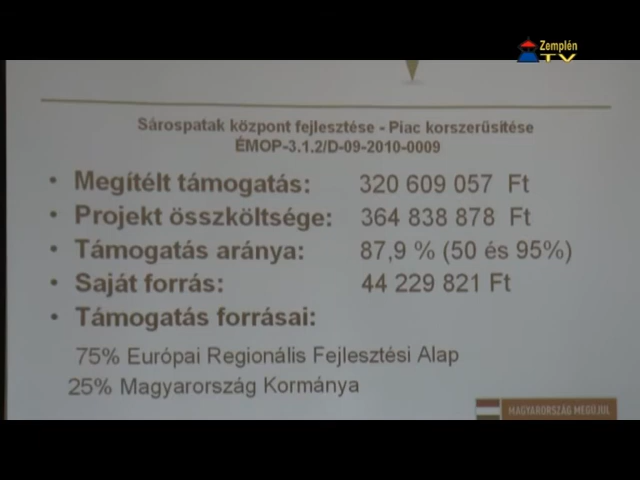 Zemplén
TV
Sárospatak központ fejlesztése - Piac korszerűsítése
ÉMOP-3.1.2/D-09-2010-0009
• Megítélt támogatás: 320 609 057 Ft
• Projekt összköltsége: 364 838 878 Ft
• Támogatás aránya: 87,9 % (50 és 95%)
• Saját forrás: 44 229 821 Ft
• Támogatás forrásai:
75% Európai Regionális Fejlesztési Alap
25% Magyarország Kormánya
MAGYARORSZÁG MEGÚJUL